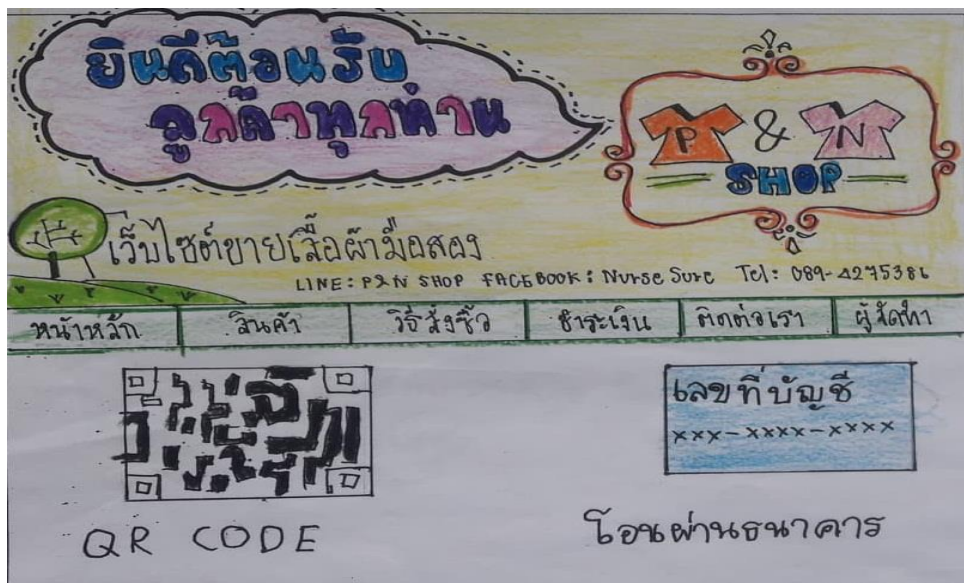 ยินดีต้อนรับ
ลูกค้าทุกท่าน
P & N
SHOP
เว็บไซต์ขายเสื้อผ้ามือสอง
LINE: P&N SHOP FACEBOOK: Nurse Sure Tel: 089-4275386
หน้าหลัก สินค้า วิธีสั่งซื้อ ชำระเงิน ติดต่อเรา ผู้จัดทำ
เลขที่บัญชี
xxx-xxxx-xxxx
QR CODE
โอนผ่านธนาคาร